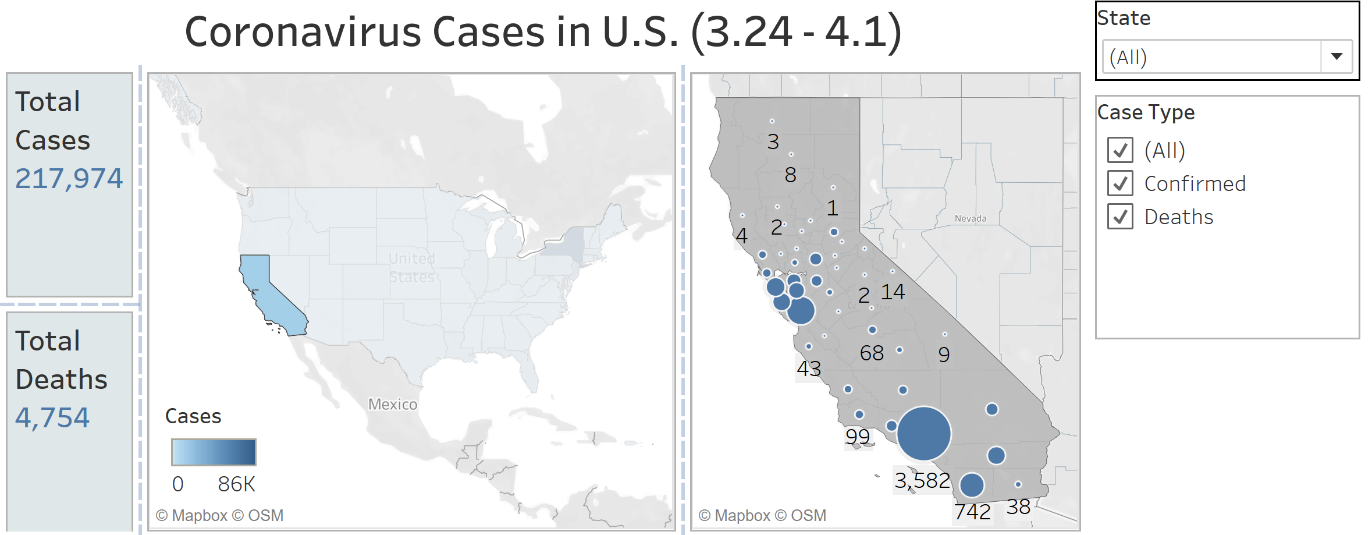 Coronavirus Cases in U.S. (3.24 - 4.1)
Total
Cases
217,974
Total
Deaths
4,754
United
States
Mexico
Cases
0 86K
© Mapbox © OSM
3
8
1
2
4
Nevada
2 14
43
68
9
99
3,582
742
38
© Mapbox © OSM
State
(All)
Case Type
(All)
Confirmed
Deaths